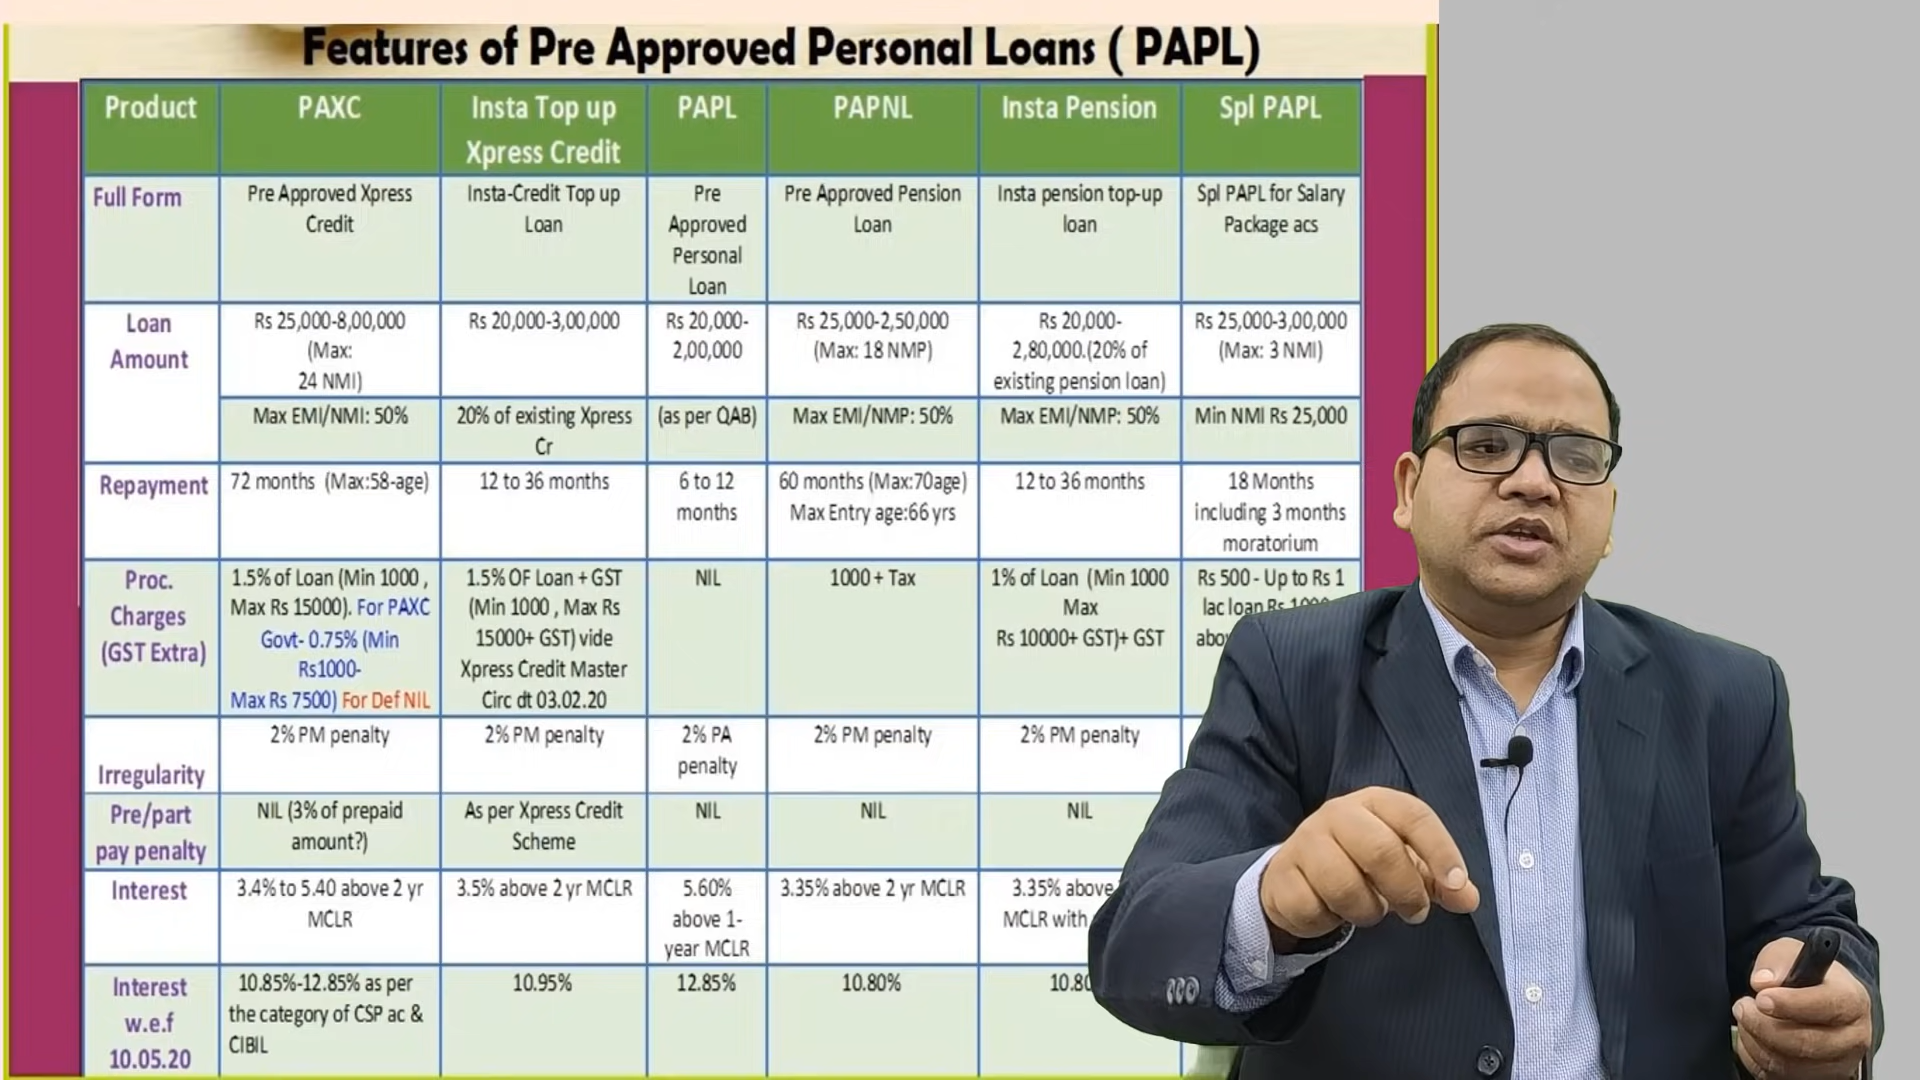 Features of Pre Approved Personal Loans ( PAPL)
Product
PAXC
Insta Top up
Xpress Credit
PAPL
PAPNL
Insta Pension
Spl PAPL
Full Form
Pre Approved Xpress
Credit
Insta-Credit Top up
Loan
Pre
Approved
Personal
Loan
Pre Approved Pension
Loan
Insta pension top-up
loan
Spl PAPL for Salary
Package acs
Loan
Amount
Rs 25,000-8,00,000
(Max:
24 NMI)
Rs 20,000-3,00,000
Rs 20,000-
2,00,000
Rs 25,000-2,50,000
(Max: 18 NMP)
Rs 20,000-
2,80,000.(20% of
existing pension loan)
Rs 25,000-3,00,000
(Max: 3 NMI)
Max EMI/NMI: 50%
20% of existing Xpress
Cr
(as per QAB)
Max EMI/NMP: 50%
Max EMI/NMP: 50%
Min NMI Rs 25,000
Repayment
72 months (Max:58-age)
12 to 36 months
6 to 12
months
60 months (Max:70age)
Max Entry age:66 yrs
12 to 36 months
18 Months
including 3 months
moratorium
Proc.
Charges
(GST Extra)
1.5% of Loan (Min 1000 ,
Max Rs 15000). For PAXC
Govt- 0.75% (Min
Rs1000-
Max Rs 7500) For Def NIL
1.5% OF Loan + GST
(Min 1000 , Max Rs
15000+ GST) vide
Xpress Credit Master
Circ dt 03.02.20
NIL
1000 + Tax
1% of Loan (Min 1000
Max
Rs 10000+ GST)+ GST
Rs 500 - Up to Rs 1
lac loan Rs
Irregularity
2% PM penalty
2% PM penalty
2% PA
penalty
2% PM penalty
2% PM penalty
Pre/part
pay penalty
NIL (3% of prepaid
amount?)
As per Xpress Credit
Scheme
NIL
NIL
NIL
Interest
3.4% to 5.40 above 2 yr
MCLR
3.5% above 2 yr MCLR
5.60%
above 1-
year MCLR
3.35% above 2 yr MCLR
3.35% above
MCLR with
Interest
w.e.f
10.05.20
10.85%-12.85% as per
the category of CSP ac &
CIBIL
10.95%
12.85%
10.80%
10.80